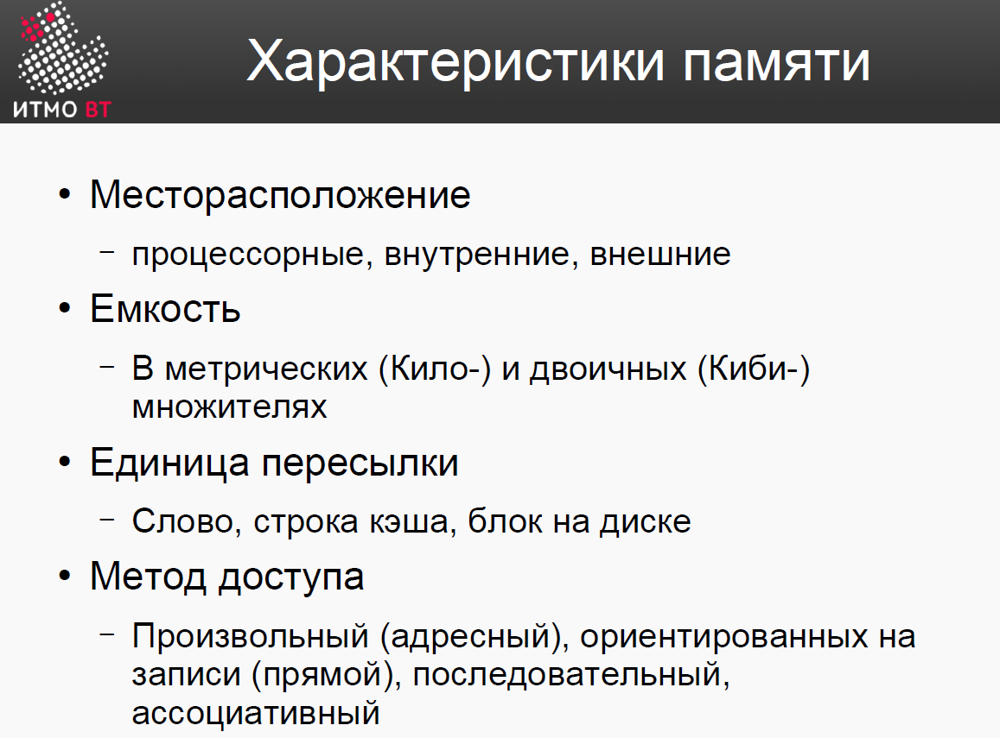 Характеристики памяти
ИТМО ВТ
• Месторасположение
– процессорные, внутренние, внешние
• Емкость
– В метрических (Кило-) и двоичных (Киби-)
множителях
• Единица пересылки
– Слово, строка кэша, блок на диске
• Метод доступа
– Произвольный (адресный), ориентированных на
записи (прямой), последовательный,
ассоциативный